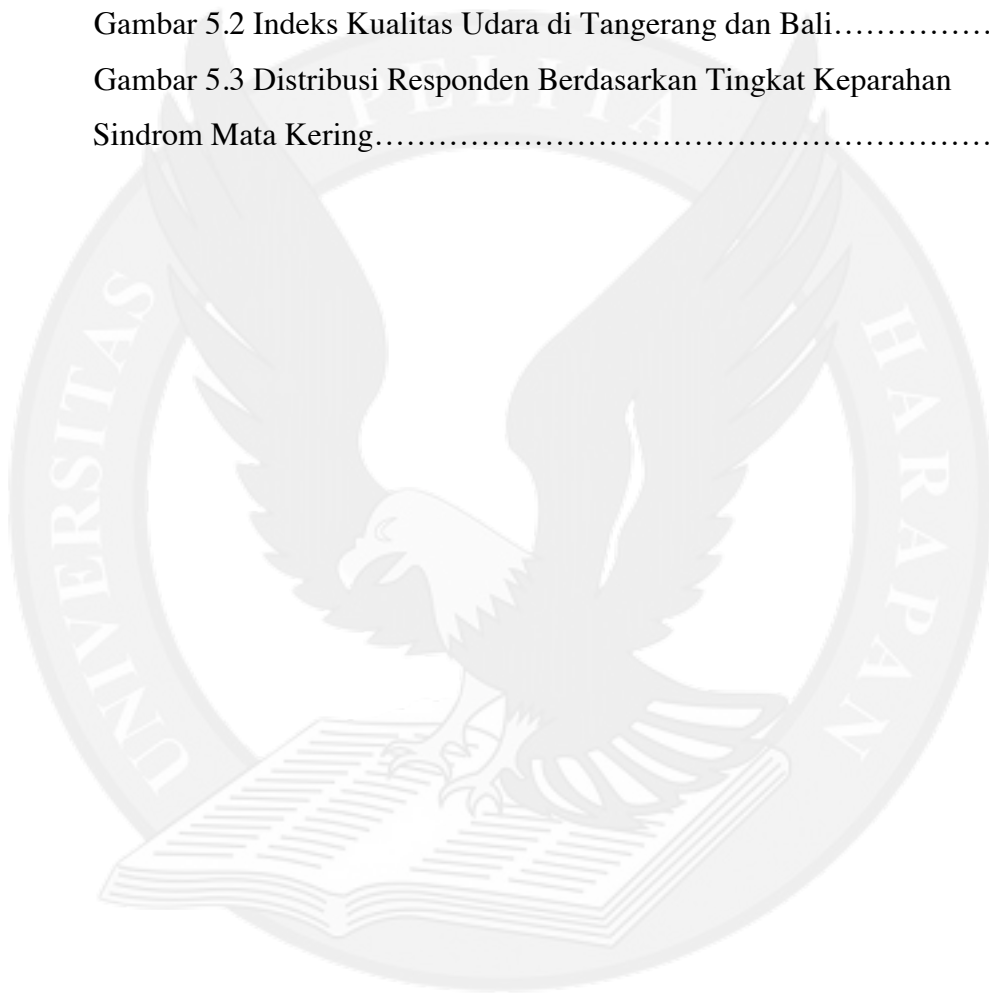 Gambar 5.2 Indeks Kualitas Udara di Tangerang dan Bali……………
Gambar 5.3 Distribusi Responden Berdasarkan Tingkat Keparahan
Sindrom Mata Kering……………………………………………………
UNIVERSITAS PELITA HARAPAN